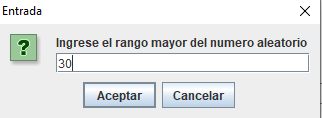 Entrada
Ingrese el rango mayor del numero aleatorio
30
Aceptar
Cancelar